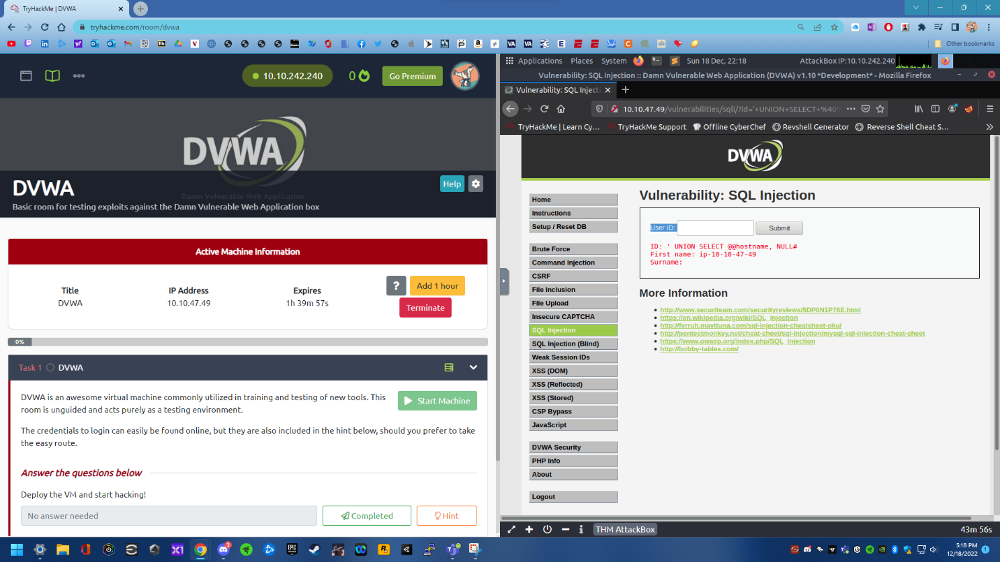 TryHackMe | DVWA
tryhackme.com/room/dvwa
Other bookmarks
10.10.242.240
0
Go Premium
DVWA
Damn Vulnerable Web Application
DVWA
Help
Basic room for testing exploits against the Damn Vulnerable Web Application box
Active Machine Information
Title
IP Address
Expires
DVWA
10.10.47.49
1h 39m 57s
?
Add 1 hour
Terminate
0%
Task 1
DVWA
DVWA is an awesome virtual machine commonly utilized in training and testing of new tools. This
room is unguided and acts purely as a testing environment.
Start Machine
The credentials to login can easily be found online, but they are also included in the hint below, should you prefer to take
the easy route.
Answer the questions below
Deploy the VM and start hacking!
No answer needed
Completed
Hint
Applications Places System
Sun 18 Dec, 22:18
AttackBox IP:10.10.242.240
Vulnerability: SQL Injection :: Damn Vulnerable Web Application (DVWA) v1.10 *Development* - Mozilla Firefox
Vulnerability: SQL Injecti
10.10.47.49/vulnerabilities/sqli/?id='+UNION+SELECT+%40%
TryHackMe | Learn Cy…
TryHackMe Support
Offline CyberChef
Revshell Generator
Reverse Shell Cheat S…
DVWA
Home
Instructions
Setup / Reset DB
Brute Force
Command Injection
CSRF
File Inclusion
File Upload
Insecure CAPTCHA
SQL Injection
SQL Injection (Blind)
Weak Session IDs
XSS (DOM)
XSS (Reflected)
XSS (Stored)
CSP Bypass
JavaScript
DVWA Security
PHP Info
About
Logout
Vulnerability: SQL Injection
User ID:
Submit
ID: ' UNION SELECT @@hostname, NULL#
First name: ip-10-10-47-49
Surname:
More Information
http://www.securiteam.com/securityreviews/5DP0N1P76E.html
https://en.wikipedia.org/wiki/SQL_injection
http://ferruh.mavituna.com/sql-injection-cheatsheet-oku/
http://pentestmonkey.net/cheat-sheet/sql-injection/mysql-sql-injection-cheat-sheet
https://www.owasp.org/index.php/SQL_Injection
http://bobby-tables.com/
THM AttackBox
43m 56s
5:18 PM
12/18/2022